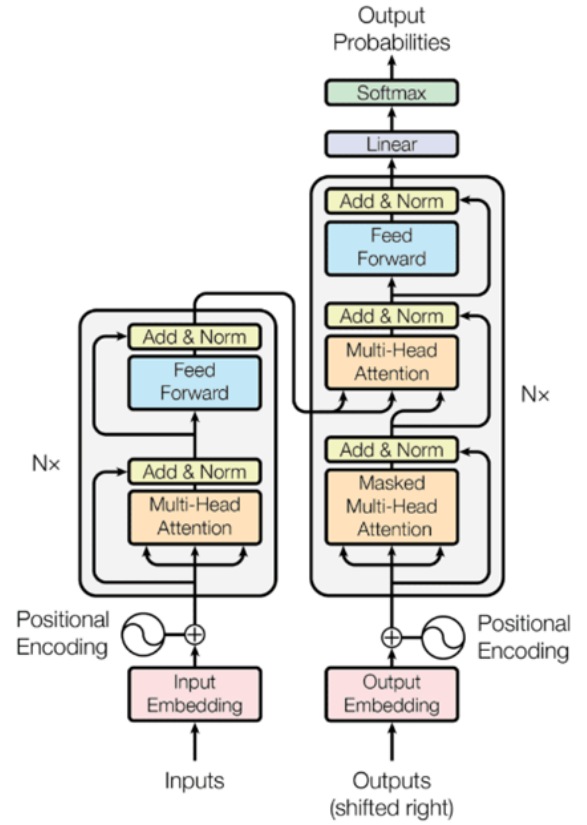 Output
Probabilities
Softmax
Linear
Add & Norm
Feed
Forward
Add & Norm
Multi-Head
Attention
Add & Norm
Masked
Multi-Head
Attention
N×
Add & Norm
Feed
Forward
Add & Norm
Multi-Head
Attention
N×
Positional
Encoding
Positional
Encoding
Input
Embedding
Output
Embedding
Inputs
Outputs
(shifted right)